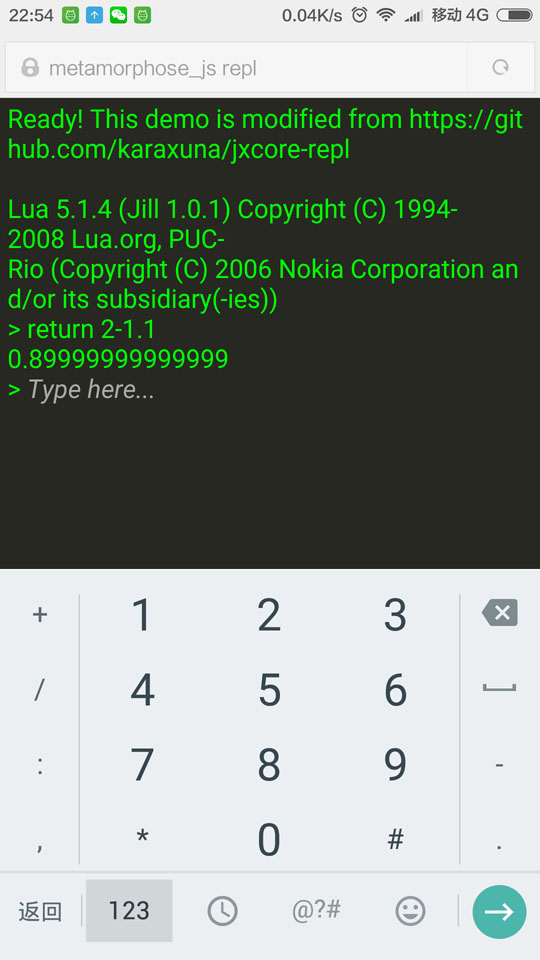 22:54 0.04K/s 移动 4G
metamorphose_js repl
Ready! This demo is modified from https://git
hub.com/karaxuna/jxcore-repl
Lua 5.1.4 (Jill 1.0.1) Copyright (C) 1994-
2008 Lua.org, PUC-
Rio (Copyright (C) 2006 Nokia Corporation an
d/or its subsidiary(-ies))
> return 2-1.1
0.89999999999999
> Type here...
+ 1 2 3
/ 4 5 6
: 7 8 9 -
, * 0 # .
返回 123 @?#